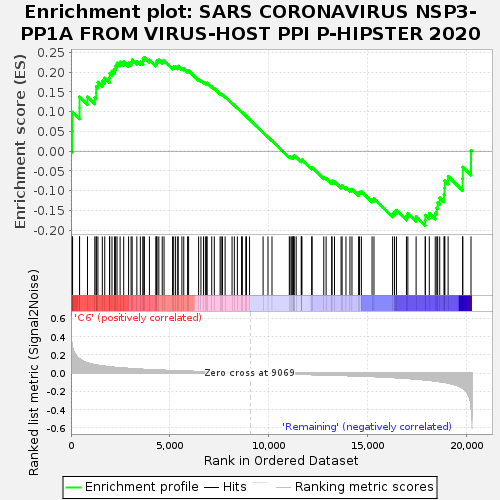 Enrichment plot: SARS CORONAVIRUS NSP3-
PP1A FROM VIRUS-HOST PPI P-HIPSTER 2020
Enrichment score (ES)
0.25
0.20
0.15
0.10
0.05
0.00
-0.05
-0.10
-0.15
-0.20
'C6' (positively correlated)
Ranked list metric (Signal2Noise)
0.6
0.4
0.2
0.0
-0.2
-0.4
-0.6
Zero cross at 9069
'Remaining' (negatively correlated)
0
5,000
10,000
15,000
20,000
Rank in Ordered Dataset
Enrichment profile
Hits
Ranking metric scores